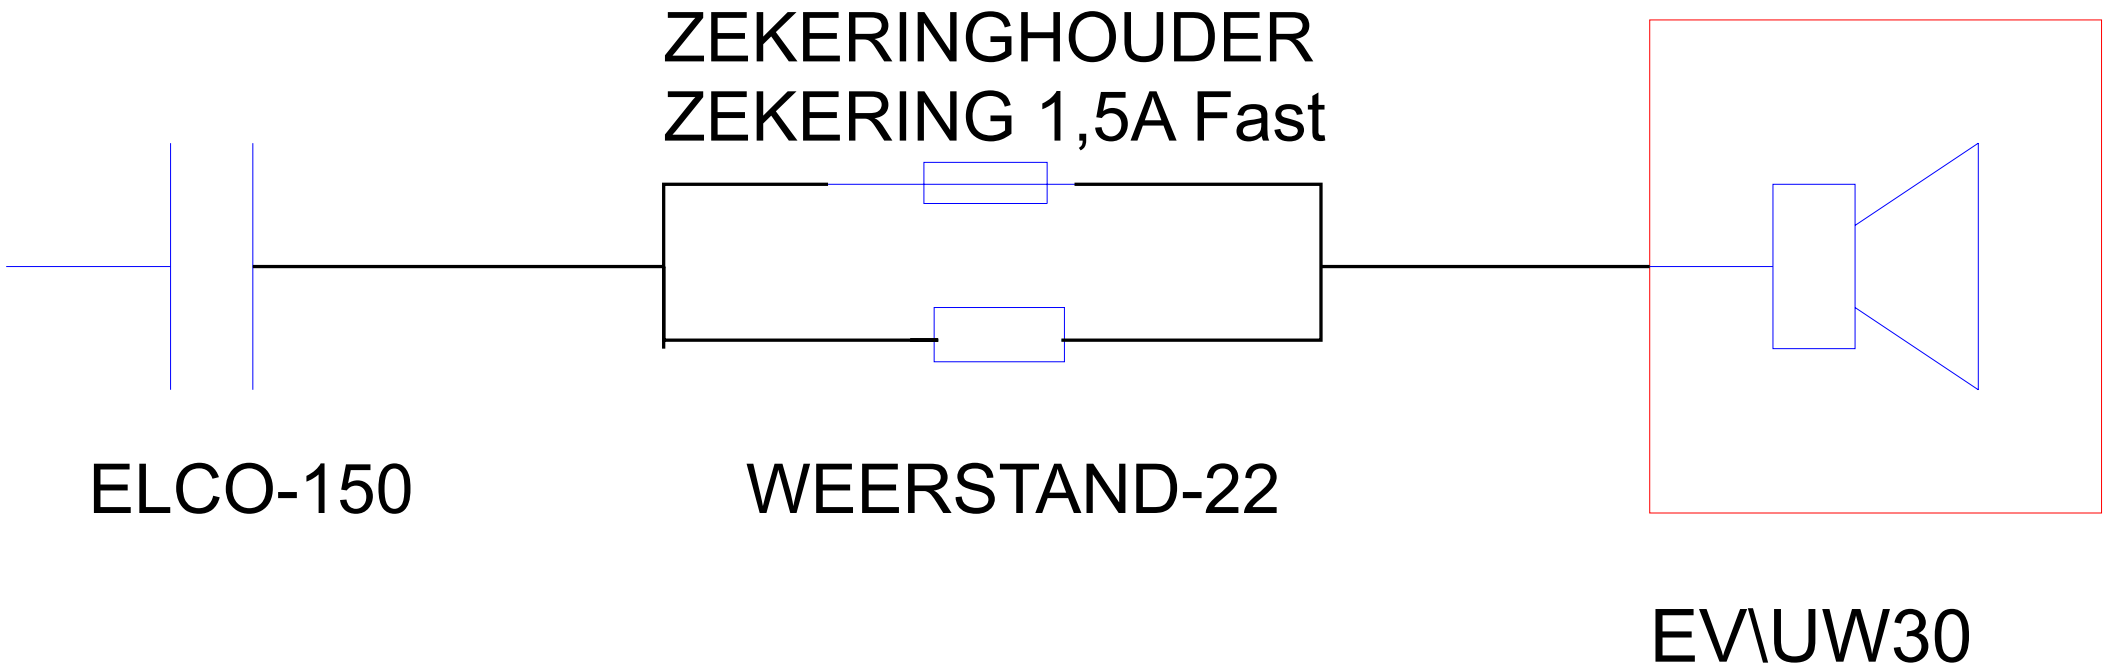 ZEKERINGHOUDER
ZEKERING 1,5A Fast
ELCO-150
WEERSTAND-22
EV\UW30